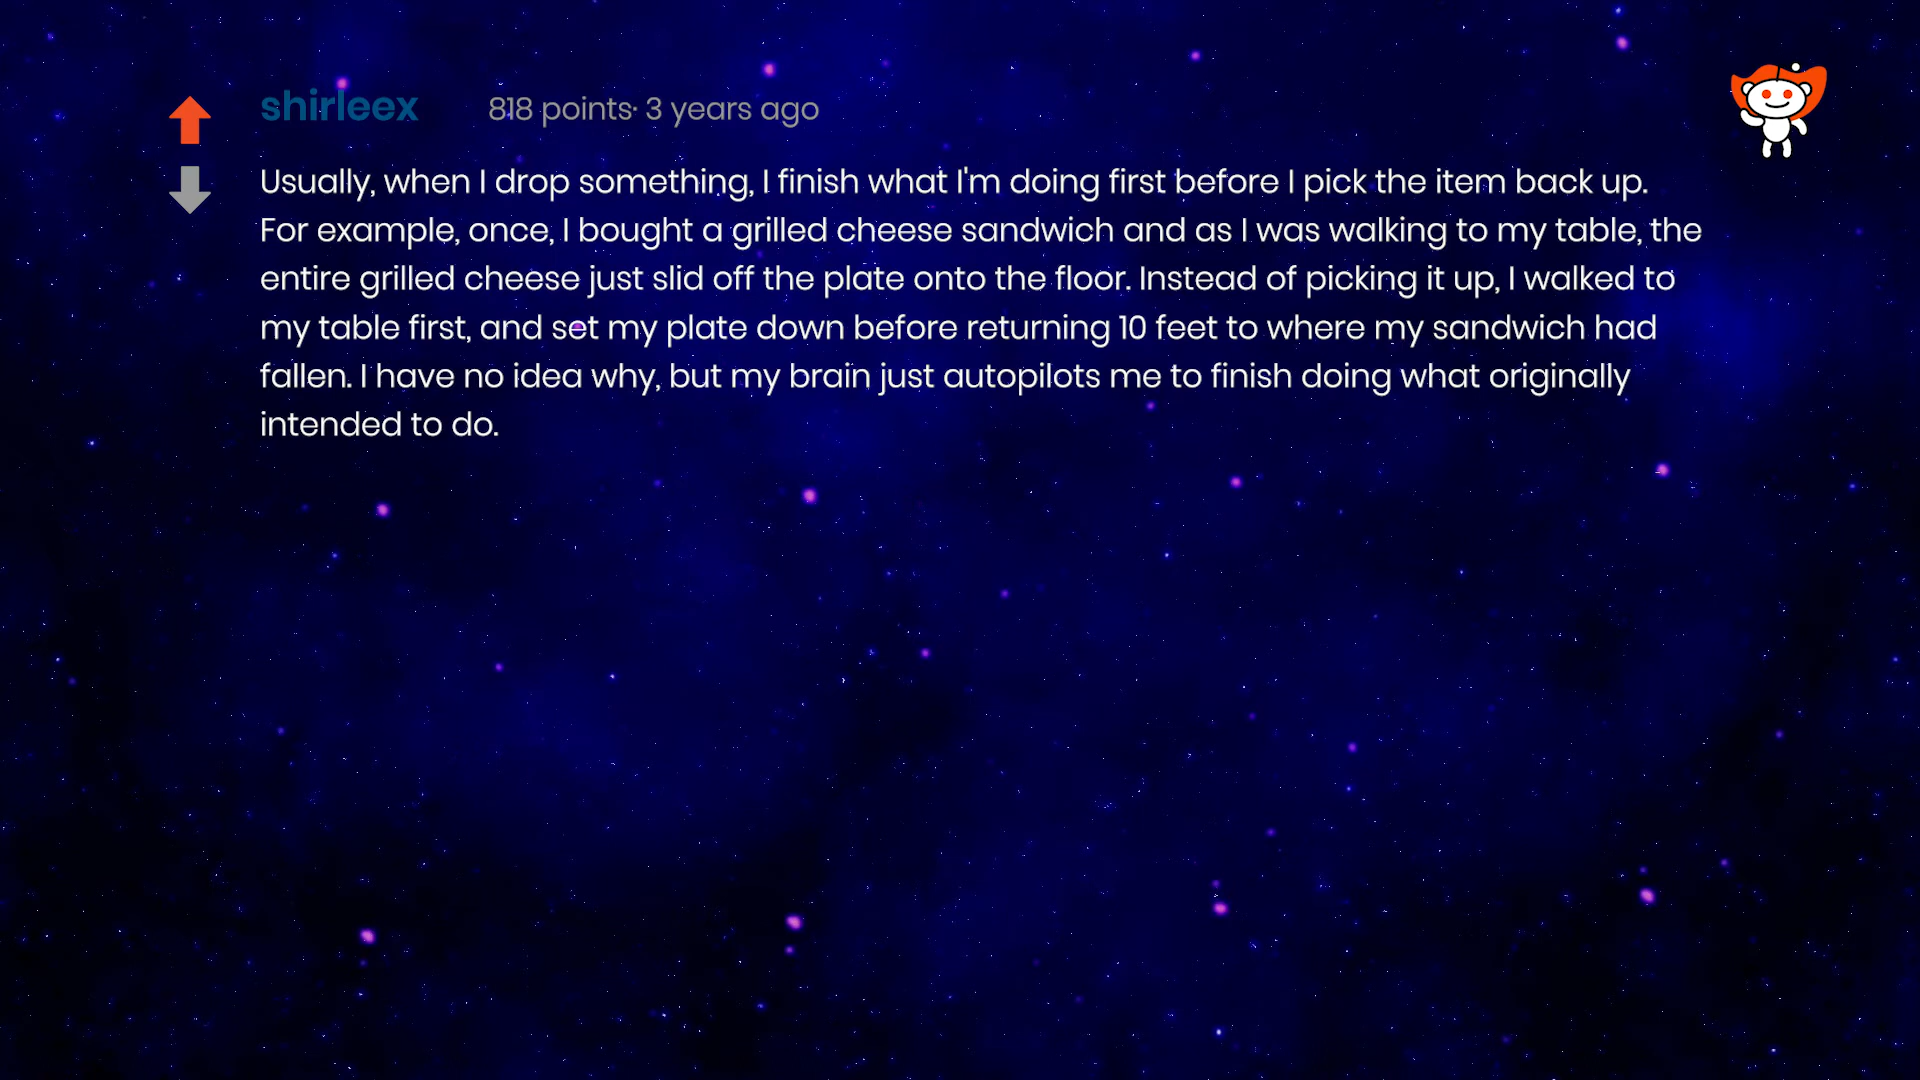 shirleex 818 points· 3 years ago
Usually, when I drop something, I finish what I'm doing first before I pick the item back up.
For example, once, I bought a grilled cheese sandwich and as I was walking to my table, the
entire grilled cheese just slid off the plate onto the floor. Instead of picking it up, I walked to
my table first, and set my plate down before returning 10 feet to where my sandwich had
fallen. I have no idea why, but my brain just autopilots me to finish doing what originally
intended to do.